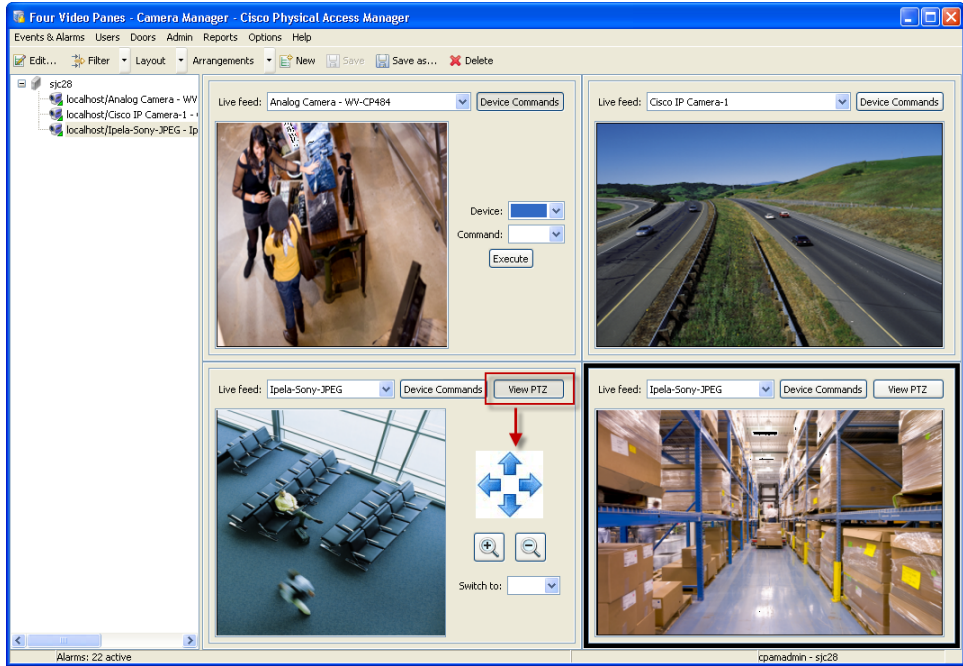 Four Video Panes - Camera Manager - Cisco Physical Access Manager
Events & Alarms Users Doors Admin Reports Options Help
Edit... Filter Layout Arrangements New Save Save as... Delete
sjc28
localhost/Analog Camera - WV
localhost/Cisco IP Camera-1 -
localhost/Ipela-Sony-JPEG - Ip
Live feed: Analog Camera - WV-CP484 Device Commands
Device:
Command:
Execute
Live feed: Cisco IP Camera-1 Device Commands
Live feed: Ipela-Sony-JPEG Device Commands View PTZ
Switch to:
Live feed: Ipela-Sony-JPEG Device Commands View PTZ
Alarms: 22 active
cpamadmin - sjc28